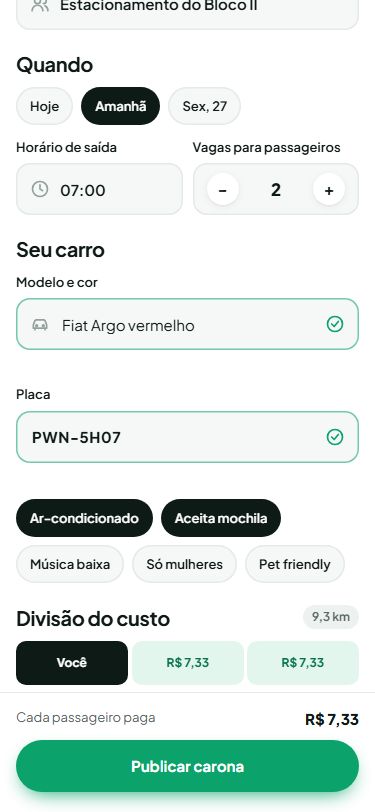 Estacionamento do Bloco II
Quando
Hoje
Amanhã
Sex, 27
Horário de saída
Vagas para passageiros
07:00
−
2
+
Seu carro
Modelo e cor
Fiat Argo vermelho
Placa
PWN-5H07
Ar-condicionado
Aceita mochila
Música baixa
Só mulheres
Pet friendly
Divisão do custo
9,3 km
Você
R$ 7,33
R$ 7,33
Cada passageiro paga
R$ 7,33
Publicar carona